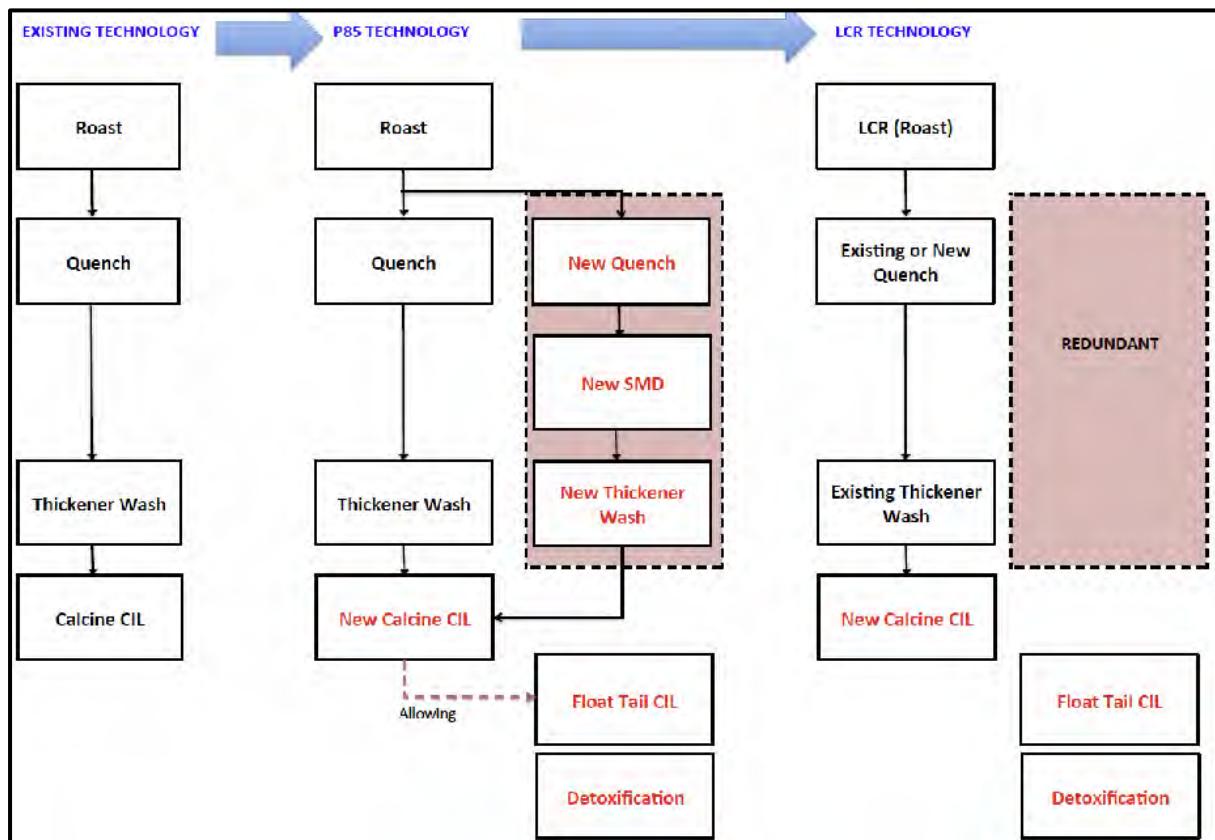 EXISTING TECHNOLOGY
P85 TECHNOLOGY
LCR TECHNOLOGY
Roast
Roast
LCR (Roast)
Quench
Quench
New Quench
Existing or New
Quench
New SMD
REDUNDANT
Thickener Wash
Thickener Wash
New Thickener
Wash
Existing Thickener
Wash
Calcine CIL
New Calcine CIL
New Calcine CIL
Allowing
Float Tail CIL
Float Tail CIL
Detoxification
Detoxification